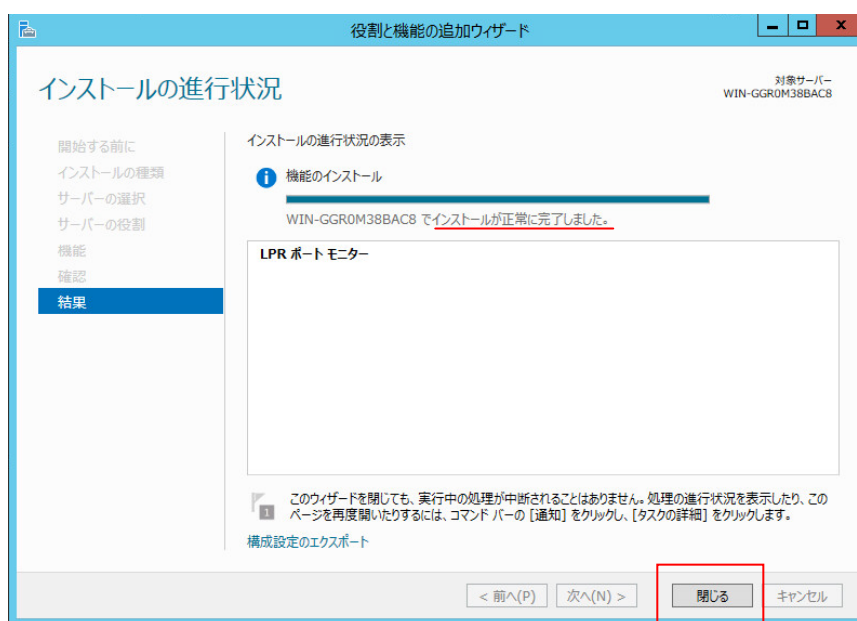 役割と機能の追加ウィザード
インストールの進行状況
対象サーバー
WIN-GGR0M38BAC8
開始する前に
インストールの種類
サーバーの選択
サーバーの役割
機能
確認
結果
インストールの進行状況の表示
機能のインストール
WIN-GGR0M38BAC8 でインストールが正常に完了しました。
LPR ポート モニター
1
このウィザードを閉じても、実行中の処理が中断されることはありません。処理の進行状況を表示したり、この
ページを再度開いたりするには、コマンド バーの [通知] をクリックし、[タスクの詳細] をクリックします。
構成設定のエクスポート
< 前へ(P)
次へ(N) >
閉じる
キャンセル